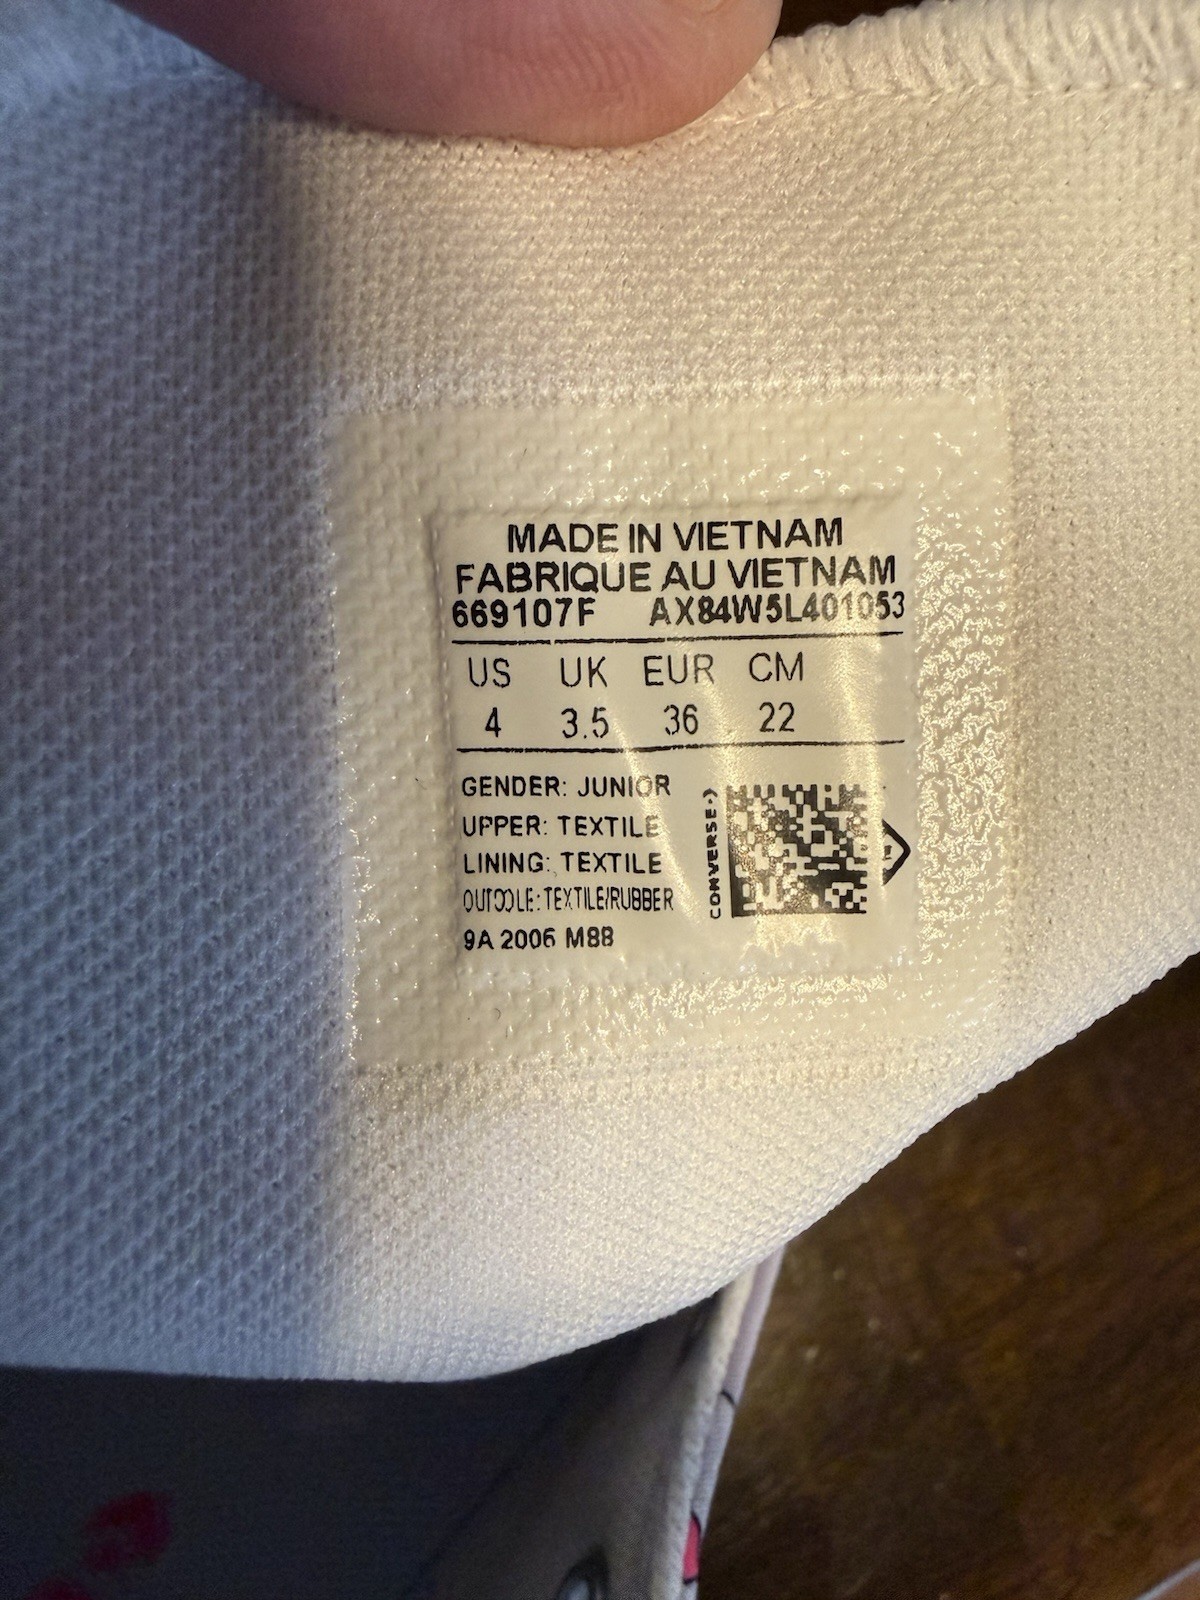 MADE IN VIETNAM
FABRIQUE AU VIETNAM
669107F AX84W5L401053
US UK EUR CM
4 3.5 36 22
GENDER: JUNIOR
UPPER: TEXTILE
LINING: TEXTILE
OUTSOLE: TEXTILE/RUBBER
9A 2006 M88
CONVERSE